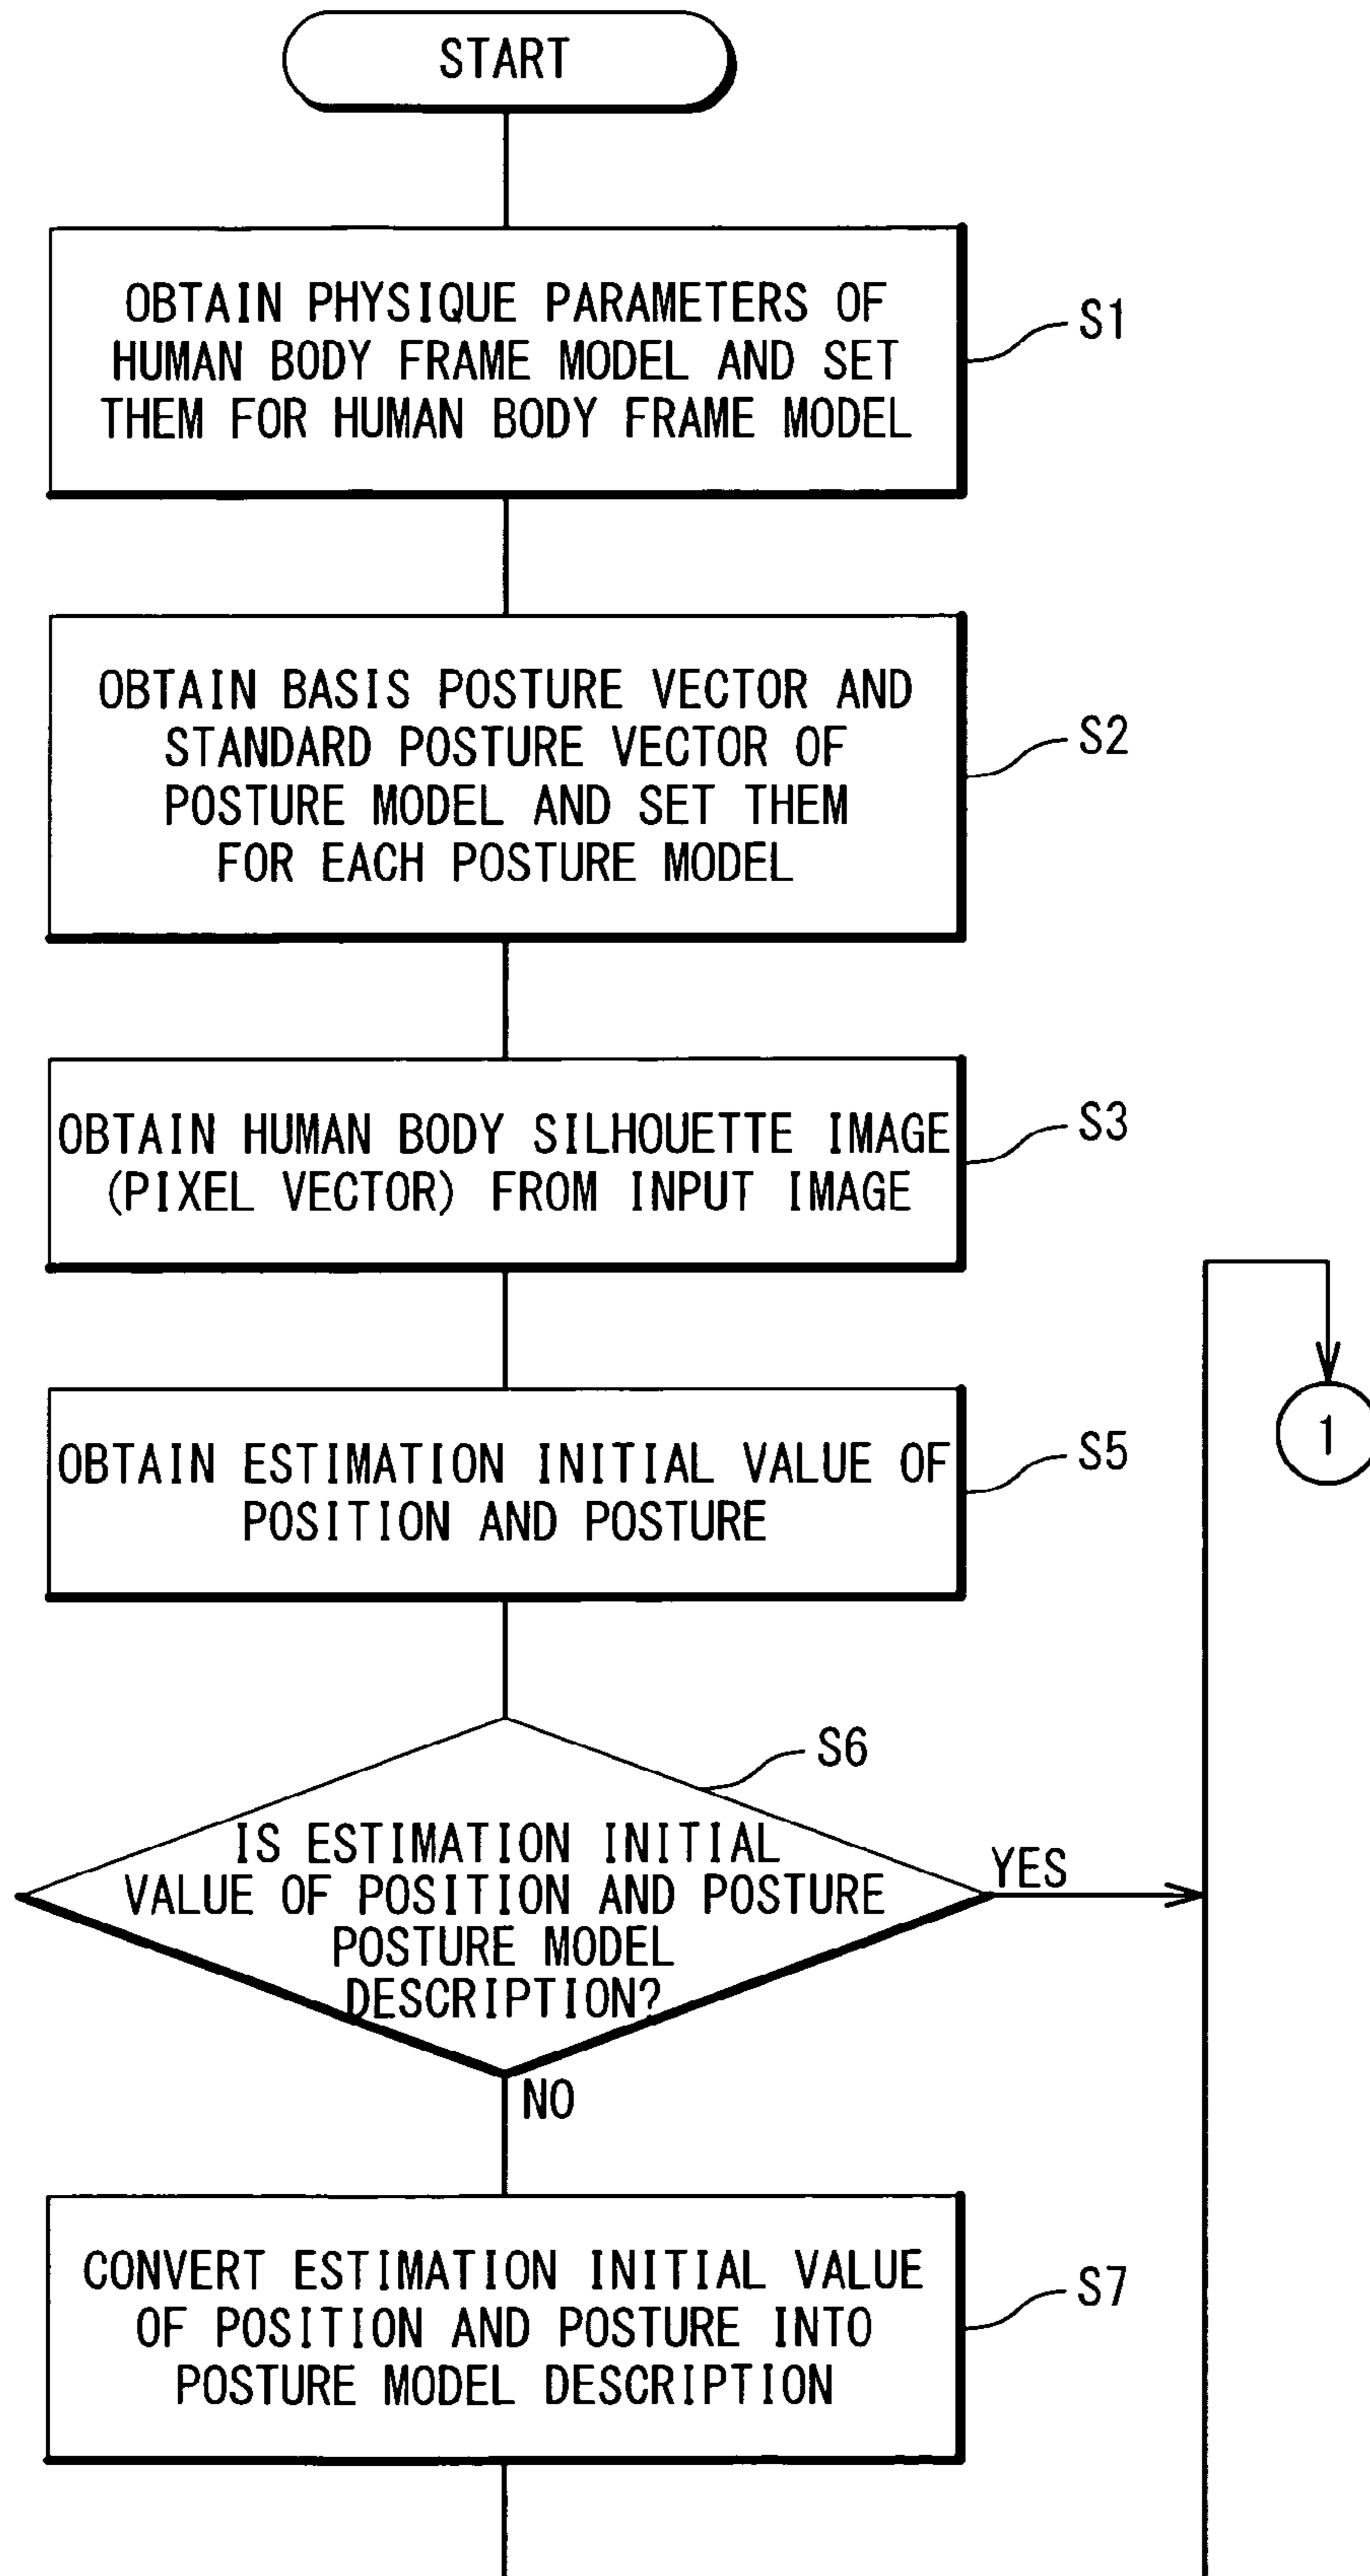 START
OBTAIN PHYSIQUE PARAMETERS OF
HUMAN BODY FRAME MODEL AND SET
THEM FOR HUMAN BODY FRAME MODEL
S1
OBTAIN BASIS POSTURE VECTOR AND
STANDARD POSTURE VECTOR OF
POSTURE MODEL AND SET THEM
FOR EACH POSTURE MODEL
S2
OBTAIN HUMAN BODY SILHOUETTE IMAGE
(PIXEL VECTOR) FROM INPUT IMAGE
S3
OBTAIN ESTIMATION INITIAL VALUE OF
POSITION AND POSTURE
S5
1
S6
IS ESTIMATION INITIAL
VALUE OF POSITION AND POSTURE
POSTURE MODEL
DESCRIPTION?
YES
NO
CONVERT ESTIMATION INITIAL VALUE
OF POSITION AND POSTURE INTO
POSTURE MODEL DESCRIPTION
S7